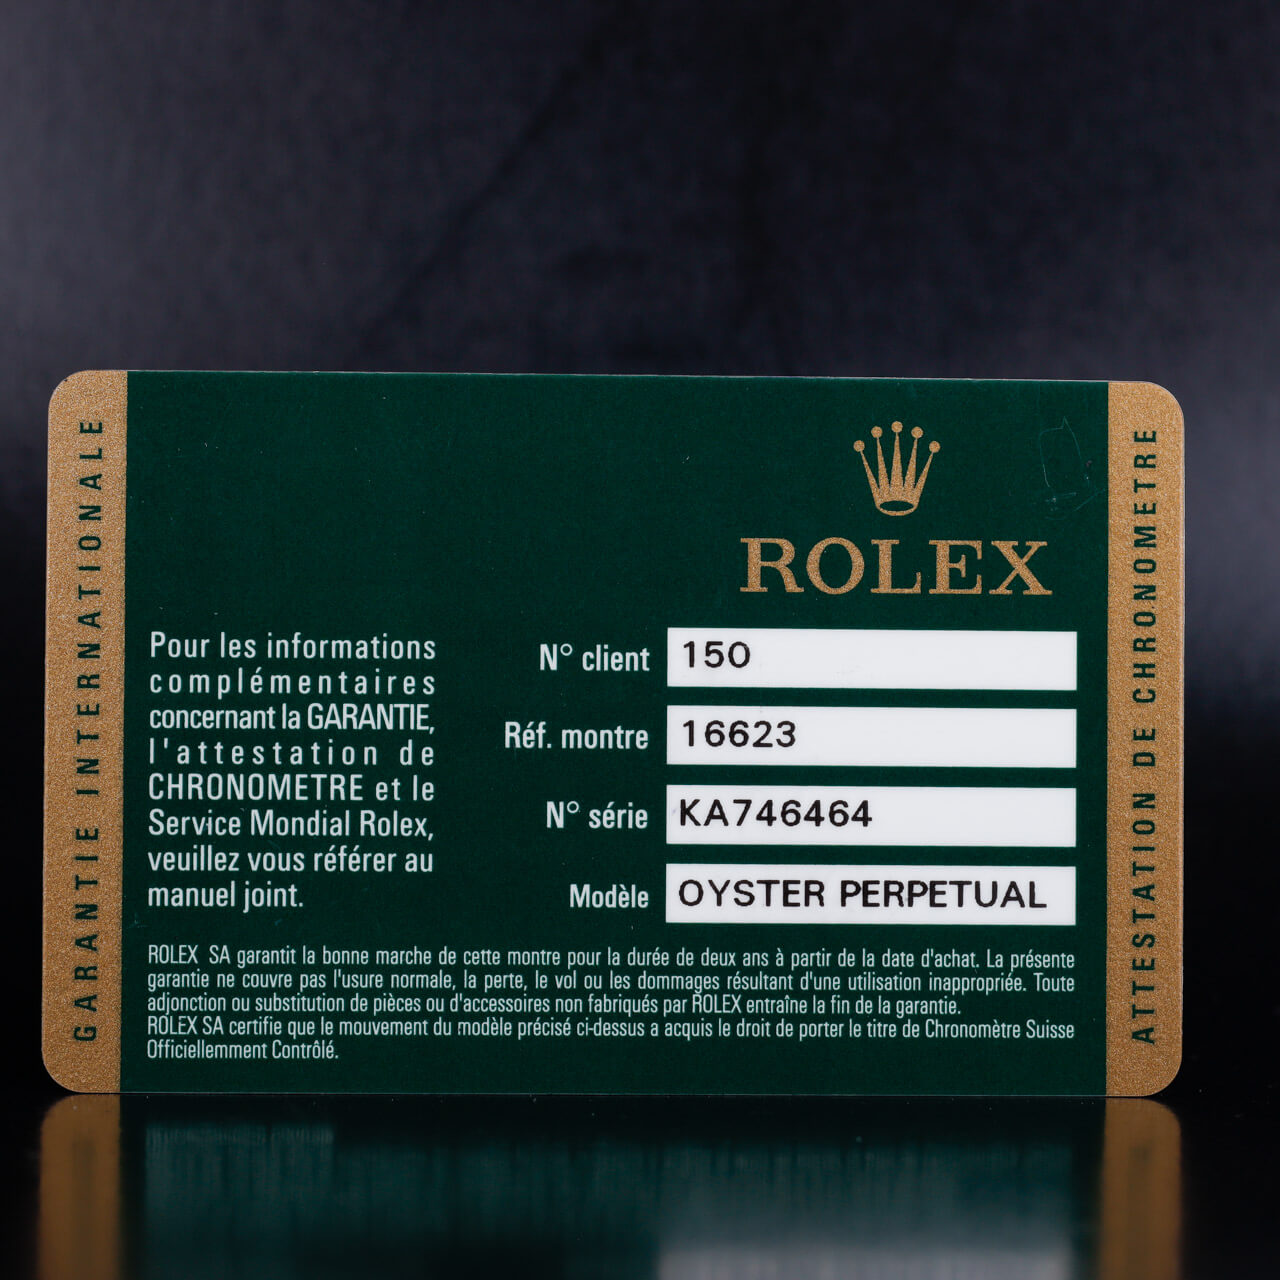 GARANTIE INTERNATIONALE
ROLEX
Pour les informations
complémentaires
concernant la GARANTIE,
l'attestation de
CHRONOMETRE et le
Service Mondial Rolex,
veuillez vous référer au
manuel joint.
N° client 150
Réf. montre 16623
N° série KA746464
Modèle OYSTER PERPETUAL
ROLEX SA garantit la bonne marche de cette montre pour la durée de deux ans à partir de la date d'achat. La présente
garantie ne couvre pas l'usure normale, la perte, le vol ou les dommages résultant d'une utilisation inappropriée. Toute
adjonction ou substitution de pièces ou d'accessoires non fabriqués par ROLEX entraîne la fin de la garantie.
ROLEX SA certifie que le mouvement du modèle précisé ci-dessus a acquis le droit de porter le titre de Chronomètre Suisse
Officiellemment Contrôlé.
ATTESTATION DE CHRONOMETRE